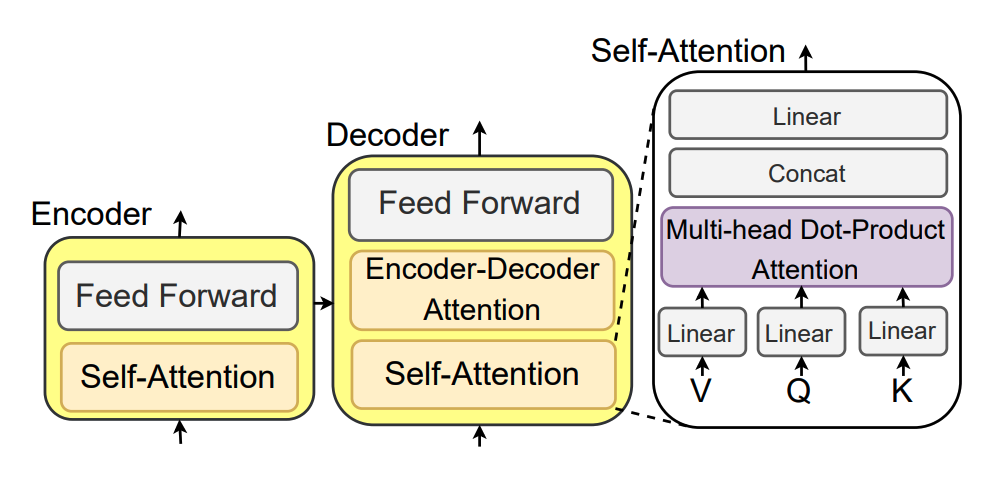 Encoder
Feed Forward
Self-Attention
Decoder
Feed Forward
Encoder-Decoder
Attention
Self-Attention
Self-Attention
Linear
Concat
Multi-head Dot-Product
Attention
Linear Linear Linear
V Q K